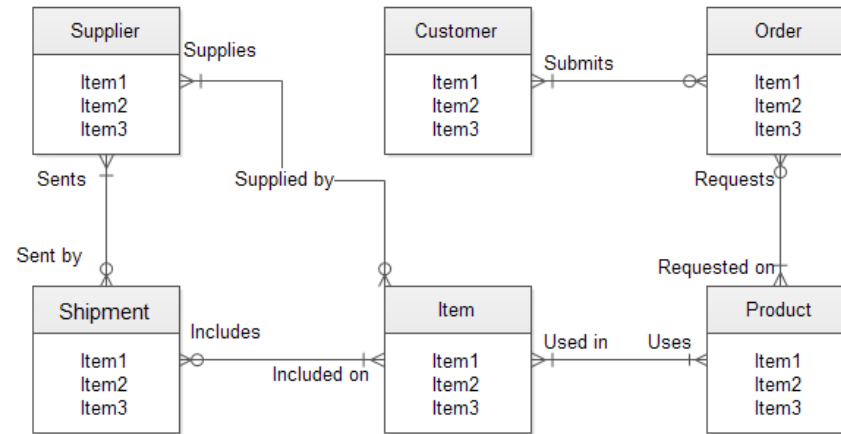 Supplier
Item1
Item2
Item3
Supplies
Customer
Item1
Item2
Item3
Submits
Order
Item1
Item2
Item3
Sents
Supplied by
Requests
Sent by
Requested on
Shipment
Item1
Item2
Item3
Includes
Included on
Item
Item1
Item2
Item3
Used in
Uses
Product
Item1
Item2
Item3